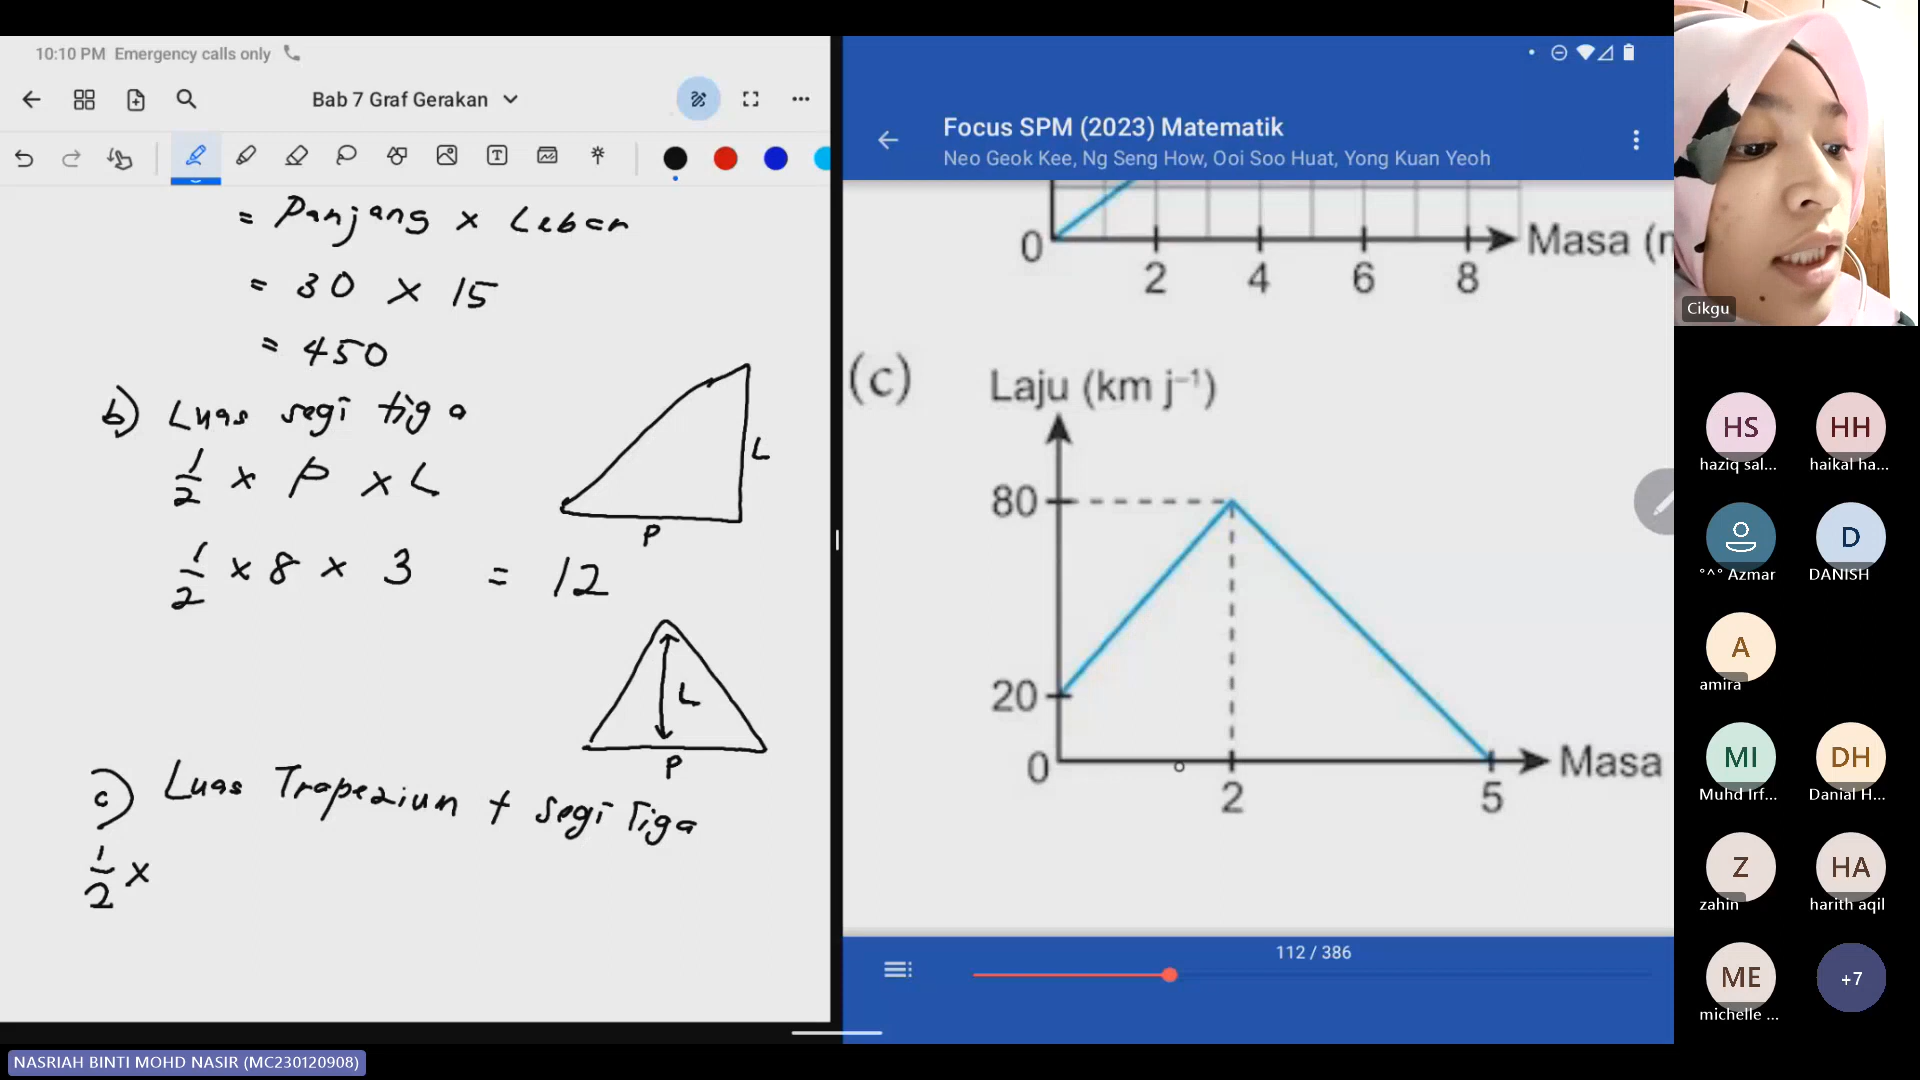 10:10 PM Emergency calls only
Bab 7 Graf Gerakan
= Panjang × Lebar
= 30 × 15
= 450
b) Luas segi tiga
1/2 × P × L
L
P
1/2 × 8 × 3 = 12
L
P
c) Luas Trapezium + segi Tiga
1/2 ×
Focus SPM (2023) Matematik
Neo Geok Kee, Ng Seng How, Ooi Soo Huat, Yong Kuan Yeoh
0 2 4 6 8 Masa (
(c)
Laju (km j⁻¹)
80
20
0 2 5 Masa
112 / 386
Cikgu
HS HH
haziq sal... haikal ha...
D
°^° Azmar DANISH
A
amira
MI DH
Muhd Irf... Danial H...
Z HA
zahin harith aqil
ME +7
michelle ...
NASRIAH BINTI MOHD NASIR (MC230120908)